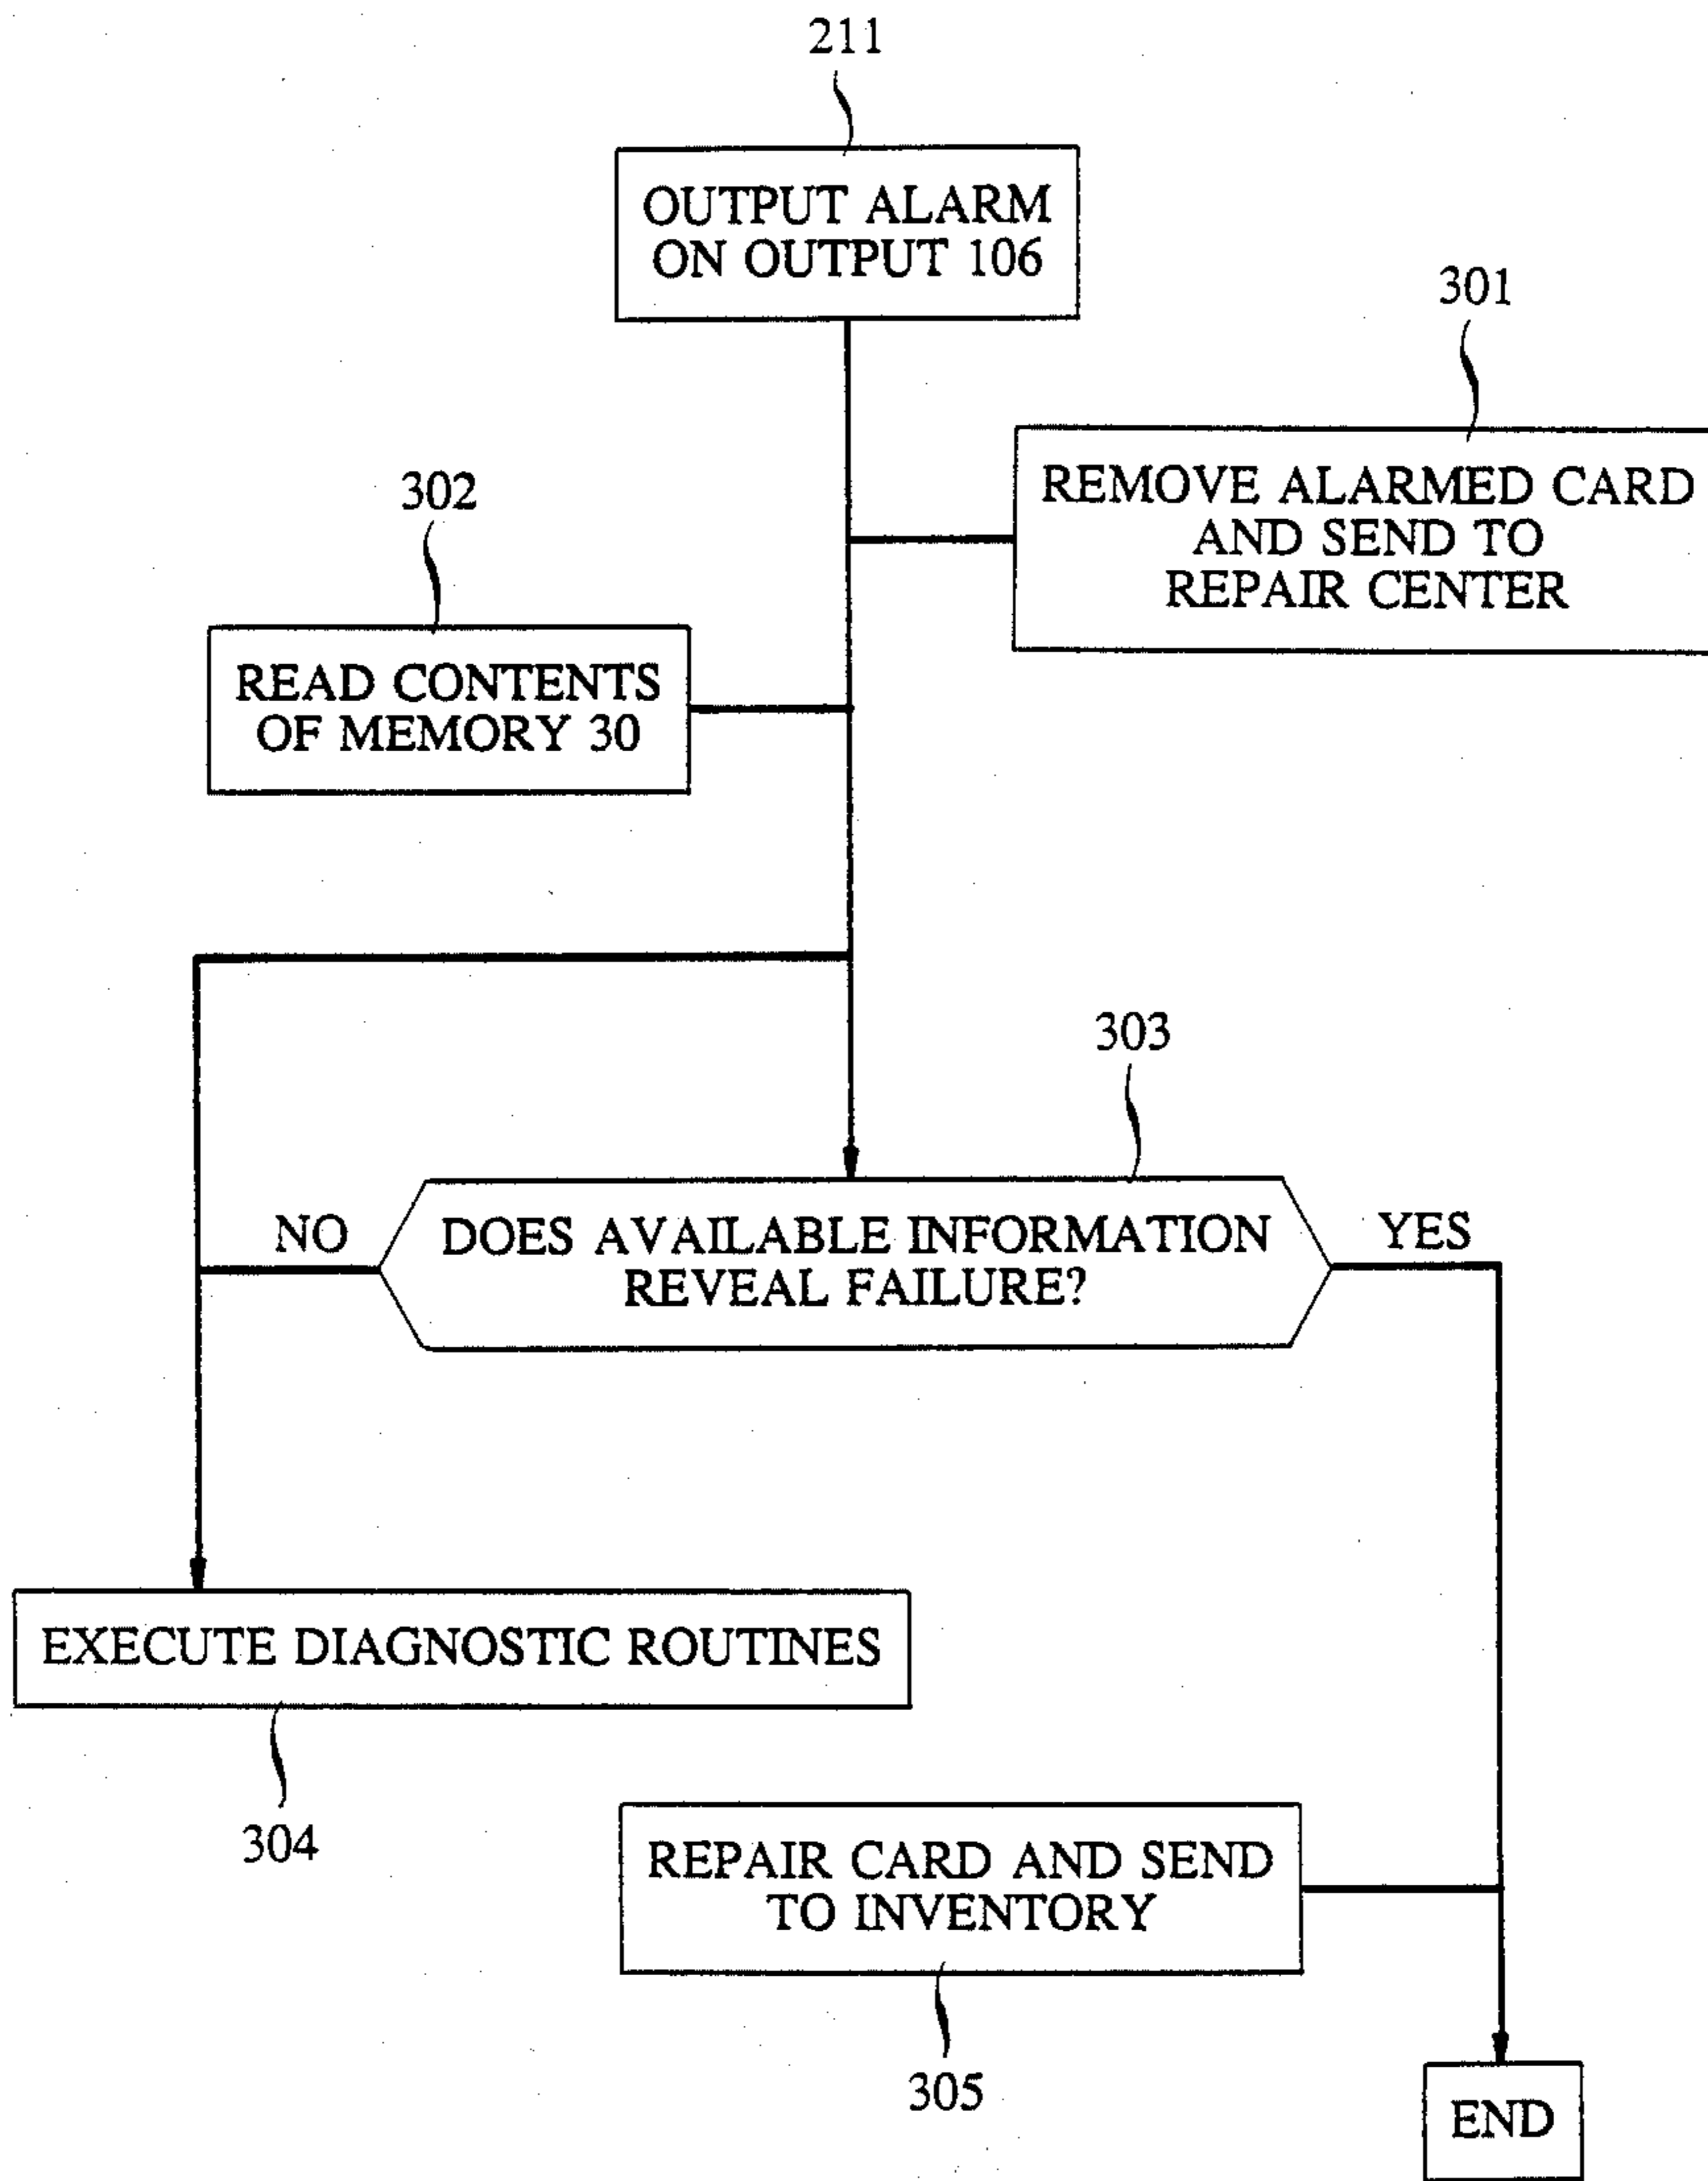 211
OUTPUT ALARM
ON OUTPUT 106
301
REMOVE ALARMED CARD
AND SEND TO
REPAIR CENTER
302
READ CONTENTS
OF MEMORY 30
303
NO
DOES AVAILABLE INFORMATION
REVEAL FAILURE?
YES
EXECUTE DIAGNOSTIC ROUTINES
304
REPAIR CARD AND SEND
TO INVENTORY
305
END